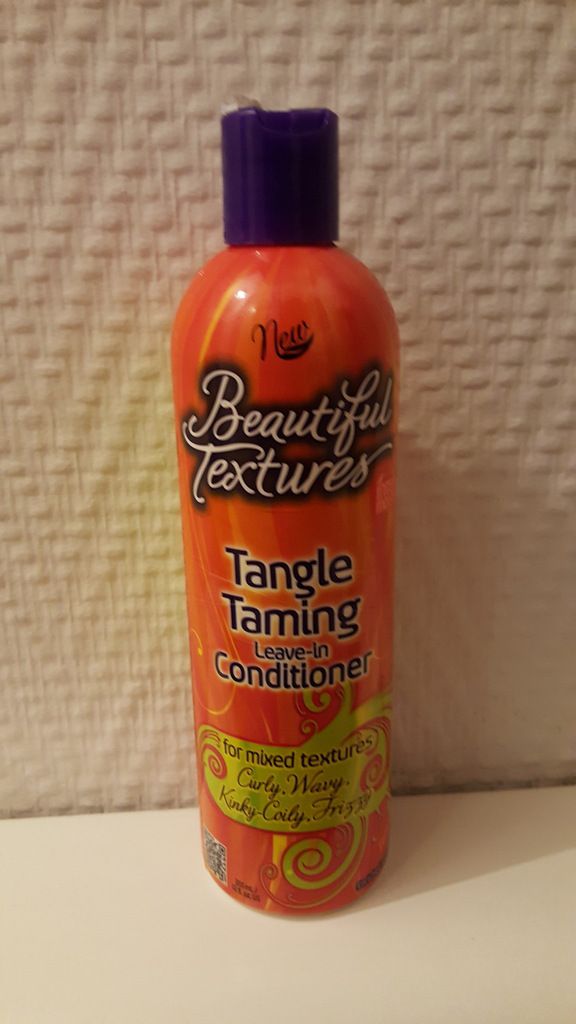 New
Beautiful
Textures
Tangle
Taming
Leave-in
Conditioner
for mixed textures
Curly, Wavy,
Kinky-Coily, Frizzy